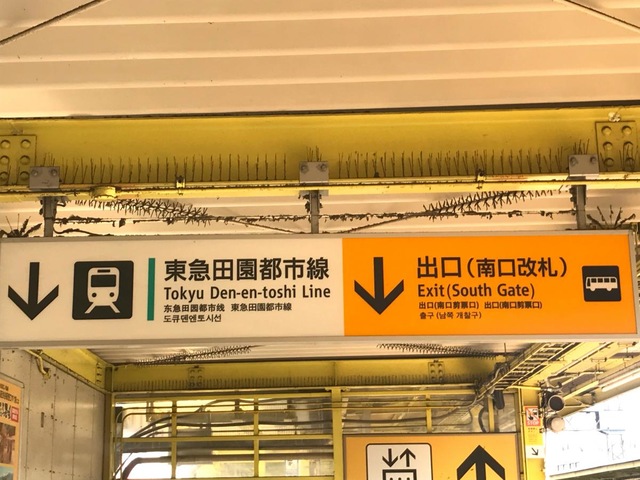 東急田園都市線
Tokyu Den-en-toshi Line
东急田园都市线 東急田園都市線
도큐덴엔토시선
出口(南口改札)
Exit(South Gate)
出口(南口剪票口) 出口(南口剪票口)
출구 (남쪽 개찰구)